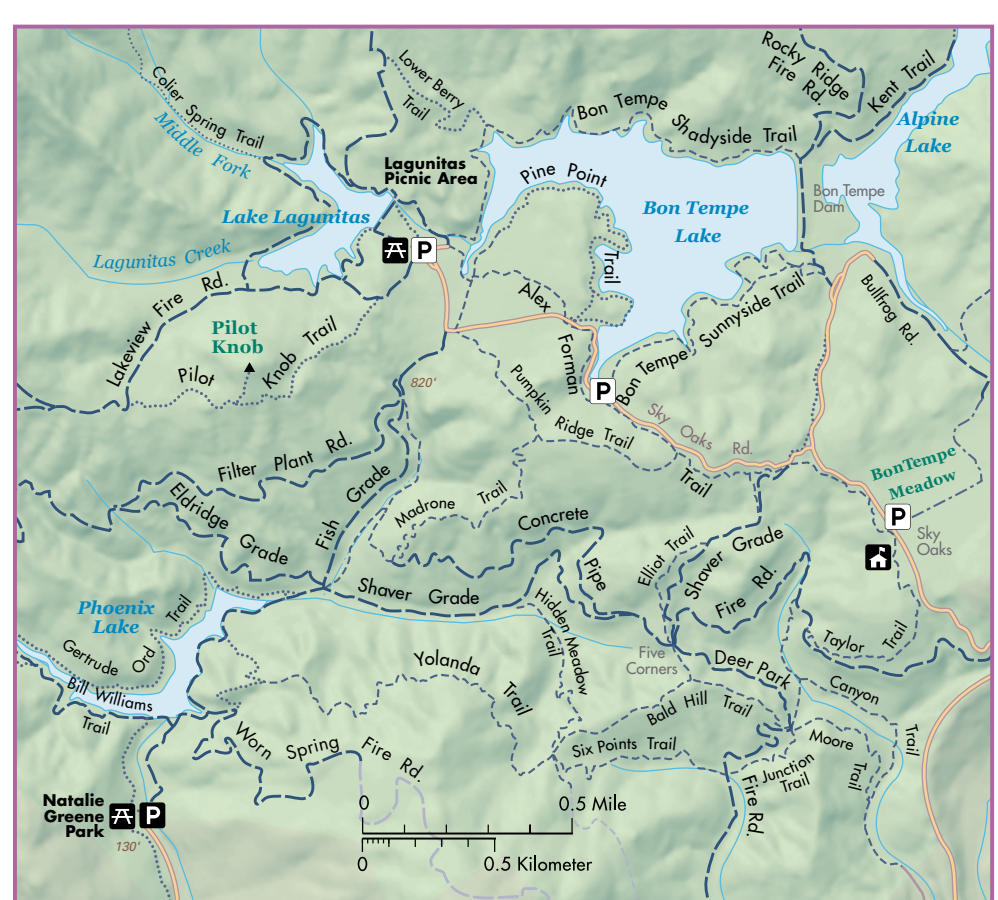 Rocky Ridge
Fire Rd.
Kent Trail
Lower Berry
Trail
Colier Spring Trail
Middle Fork
Bon Tempe
Shadyside Trail
Alpine
Lake
Lagunitas
Picnic Area
Pine Point
Trail
Bon Tempe
Dam
Lake Lagunitas
Bon Tempe
Lake
P
Lagunitas Creek
Lakeview Fire Rd.
Alex
Forman
Sunnyside Trail
Bullfrog Rd.
Pilot
Knob
Pilot
Knob Trail
Bon Tempe
P
820'
Pumpkin
Ridge Trail
Trail
Sky Oaks Rd.
Filter Plant Rd.
BonTempe
Meadow
Eldridge
Grade
Fish
Grade
Madrone Trail
Concrete
Pipe
P
Sky
Oaks
Elliot Trail
Shaver Grade
Fire Rd.
Shaver Grade
Phoenix
Lake
Gertrude
Ord
Trail
Hidden Meadow
Trail
Taylor
Trail
Five
Corners
Yolanda
Trail
Deer Park
Fire Rd.
Canyon
Trail
Bill Williams
Trail
Bald Hill Trail
Six Points Trail
Moore
Trail
Junction
Trail
Worn Spring Fire Rd.
Natalie
Greene
Park
P
130'
0
0.5 Mile
0
0.5 Kilometer